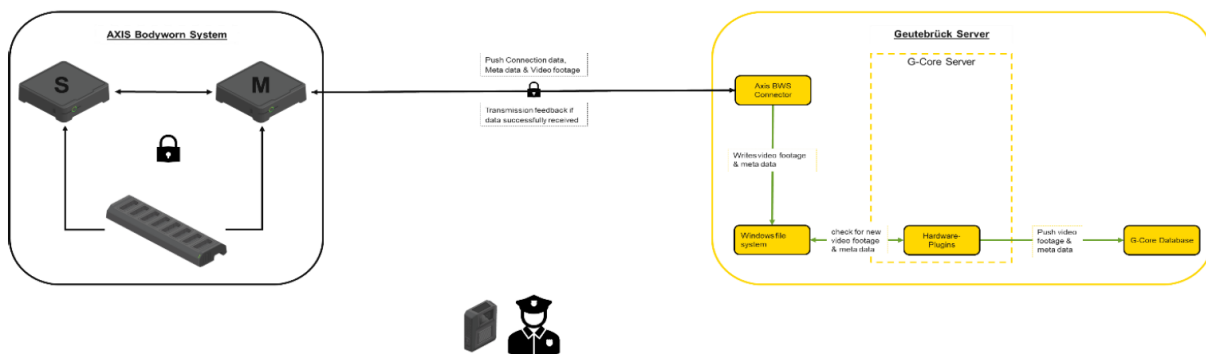 AXIS Bodyworn System
S
M
Push Connection data,
Meta data & Video footage
Transmission feedback if
data successfully received
Geutebrück Server
G-Core Server
Axis BWS
Connector
Writes video footage
& meta data
Windows file
system
check for new
video footage
& meta data
Hardware-
Plugins
Push video
footage &
meta data
G-Core Database